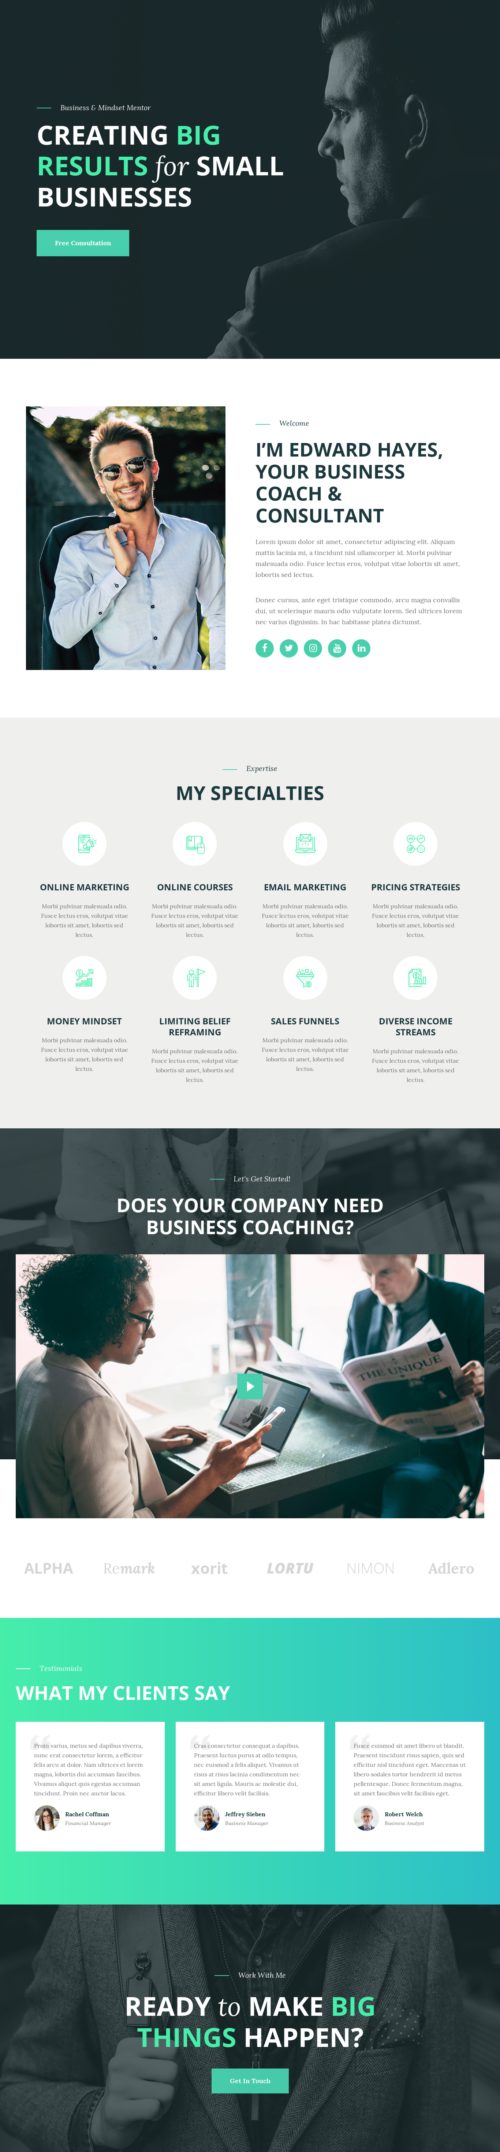 Business & Mindset Mentor
CREATING BIG
RESULTS for SMALL
BUSINESSES
Free Consultation
Welcome
I'M EDWARD HAYES,
YOUR BUSINESS
COACH &
CONSULTANT
Lorem ipsum dolor sit amet, consectetur adipiscing elit. Aliquam
mattis lacinia mi, a tincidunt nisl ullamcorper id. Morbi pulvinar
malesuada odio. Fusce lectus eros, volutpat vitae lobortis sit amet,
lobortis sed lectus.
Donec cursus, ante eget tristique commodo, arcu magna convallis
dui, ut scelerisque mauris odio vulputate lorem. Sed ultrices lorem
nec varius dignissim. In hac habitasse platea dictumst.
Expertise
MY SPECIALTIES
ONLINE MARKETING
Morbi pulvinar malesuada odio.
Fusce lectus eros, volutpat vitae
lobortis sit amet, lobortis sed
lectus.
ONLINE COURSES
Morbi pulvinar malesuada odio.
Fusce lectus eros, volutpat vitae
lobortis sit amet, lobortis sed
lectus.
EMAIL MARKETING
Morbi pulvinar malesuada odio.
Fusce lectus eros, volutpat vitae
lobortis sit amet, lobortis sed
lectus.
PRICING STRATEGIES
Morbi pulvinar malesuada odio.
Fusce lectus eros, volutpat vitae
lobortis sit amet, lobortis sed
lectus.
MONEY MINDSET
Morbi pulvinar malesuada odio.
Fusce lectus eros, volutpat vitae
lobortis sit amet, lobortis sed
lectus.
LIMITING BELIEF
REFRAMING
Morbi pulvinar malesuada odio.
Fusce lectus eros, volutpat vitae
lobortis sit amet, lobortis sed
lectus.
SALES FUNNELS
Morbi pulvinar malesuada odio.
Fusce lectus eros, volutpat vitae
lobortis sit amet, lobortis sed
lectus.
DIVERSE INCOME
STREAMS
Morbi pulvinar malesuada odio.
Fusce lectus eros, volutpat vitae
lobortis sit amet, lobortis sed
lectus.
Let's Get Started!
DOES YOUR COMPANY NEED
BUSINESS COACHING?
THE UNIQUE
ALPHA
Remark
xorit
LORTU
NIMON
Adlero
Testimonials
WHAT MY CLIENTS SAY
Proin varius, metus sed dapibus viverra,
nunc erat consectetur lorem, a efficitur
felis arcu at dolor. Nam ultrices et lorem
magna, lobortis dui accumsan faucibus.
Vivamus aliquet quis egestas accumsan
tincidunt. Proin nec auctor lacus.
Rachel Coffman
Financial Manager
Cras consectetur consequat a dapibus.
Praesent luctus purus at odio tempus,
nec euismod a felis aliquet. Vivamus ut
risus at risus lacinia condimentum nec
sit amet ligula. Mauris ac molestie dui,
efficitur libero velit facilisis.
Jeffrey Sieben
Business Manager
Fusce euismod sit amet libero ut blandit.
Praesent tincidunt risus sapien, quis sed
efficitur nisl tincidunt eget. Maecenas ut
libero sodales tortor hendrerit id metus
pellentesque. Donec fermentum magna,
sit amet faucibus velit facilisis eget.
Robert Welch
Business Analyst
Work With Me
READY to MAKE BIG
THINGS HAPPEN?
Get In Touch